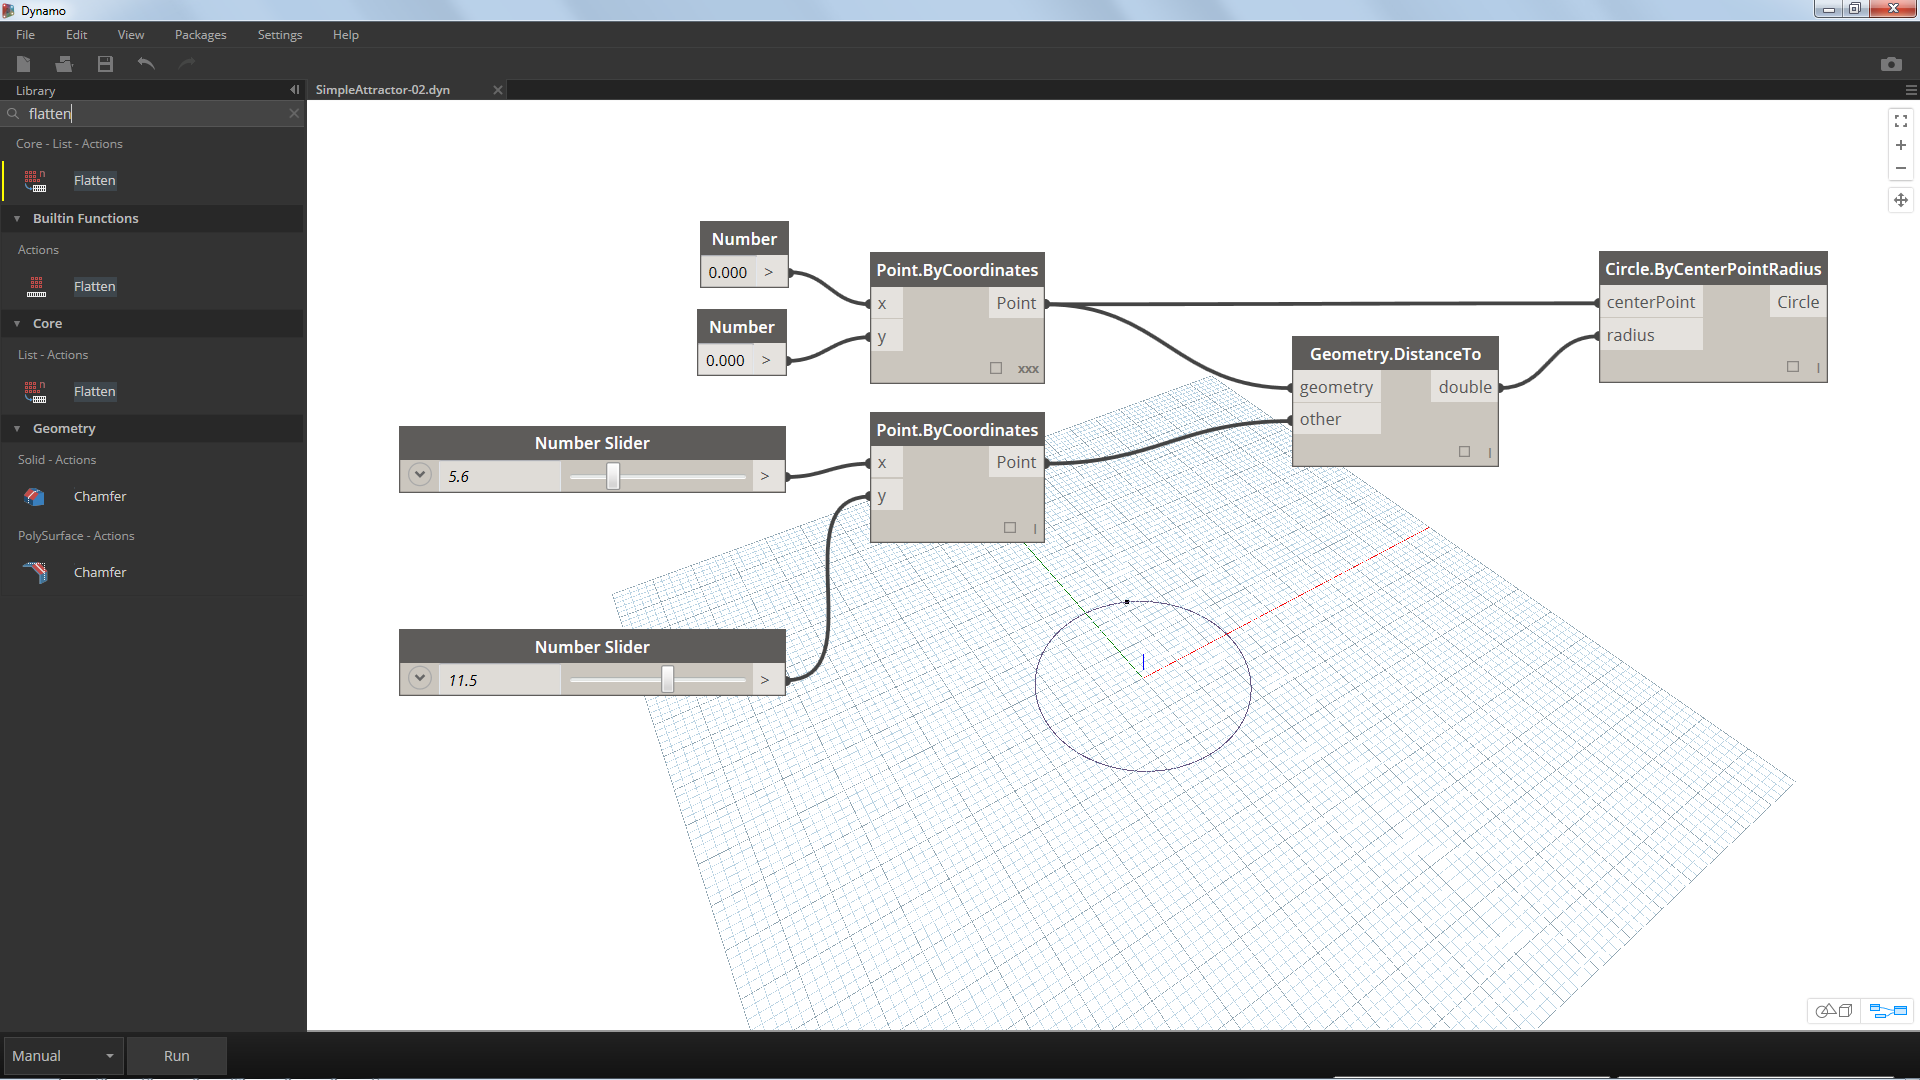 Dynamo
File Edit View Packages Settings Help
Library
SimpleAttractor-02.dyn
flatten
Core - List - Actions
Flatten
Builtin Functions
Actions
Flatten
Core
List - Actions
Flatten
Geometry
Solid - Actions
Chamfer
PolySurface - Actions
Chamfer
Number
0.000 >
Number
0.000 >
Point.ByCoordinates
x Point
y
xxx
Number Slider
5.6 >
Point.ByCoordinates
x Point
y
l
Number Slider
11.5 >
Geometry.DistanceTo
geometry double
other
l
Circle.ByCenterPointRadius
centerPoint Circle
radius
l
Manual Run